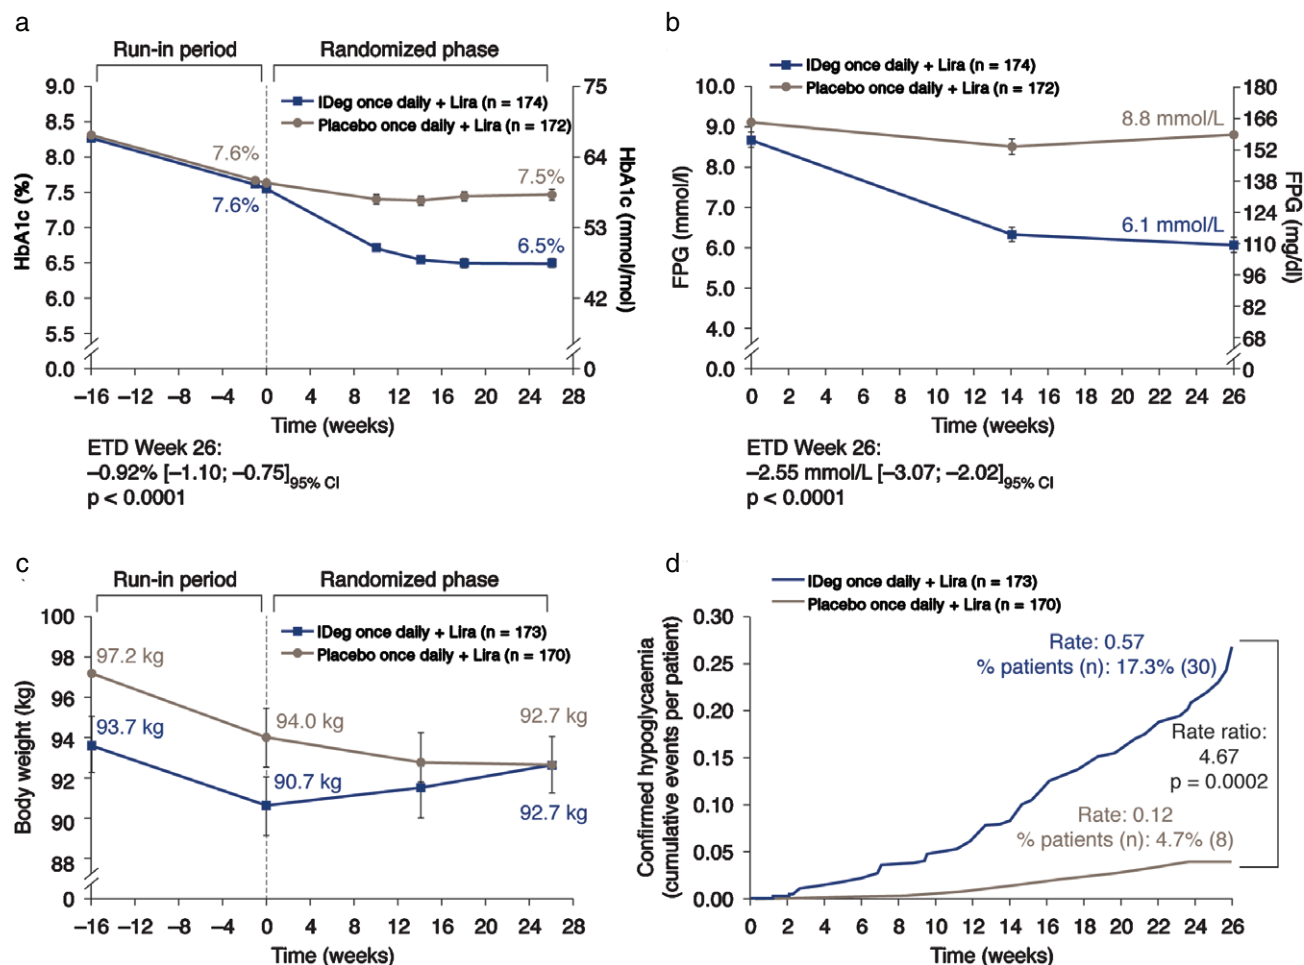 a
Run-in period
Randomized phase
IDeg once daily + Lira (n = 174)
Placebo once daily + Lira (n = 172)
HbA1c (%)
9.0
8.5
8.0
7.5
7.0
6.5
6.0
5.5
0.0
7.6%
7.6%
7.5%
6.5%
75
64
53
42
0
HbA1c (mmol/mol)
–16 –12 –8 –4 0 4 8 12 16 20 24 28
Time (weeks)
ETD Week 26:
–0.92% [–1.10; –0.75]95% CI
p < 0.0001
b
IDeg once daily + Lira (n = 174)
Placebo once daily + Lira (n = 172)
FPG (mmol/l)
10.0
9.0
8.0
7.0
6.0
5.0
4.0
0.0
8.8 mmol/L
6.1 mmol/L
180
166
152
138
124
110
96
82
68
0
FPG (mg/dl)
0 2 4 6 8 10 12 14 16 18 20 22 24 26
Time (weeks)
ETD Week 26:
–2.55 mmol/L [–3.07; –2.02]95% CI
p < 0.0001
c
Run-in period
Randomized phase
IDeg once daily + Lira (n = 173)
Placebo once daily + Lira (n = 170)
Body weight (kg)
100
98
96
94
92
90
88
0
97.2 kg
93.7 kg
94.0 kg
90.7 kg
92.7 kg
92.7 kg
–16 –12 –8 –4 0 4 8 12 16 20 24 28
Time (weeks)
d
IDeg once daily + Lira (n = 173)
Placebo once daily + Lira (n = 170)
Confirmed hypoglycaemia
(cumulative events per patient)
0.30
0.25
0.20
0.15
0.10
0.05
0.00
Rate: 0.57
% patients (n): 17.3% (30)
Rate ratio:
4.67
p = 0.0002
Rate: 0.12
% patients (n): 4.7% (8)
0 2 4 6 8 10 12 14 16 18 20 22 24 26
Time (weeks)